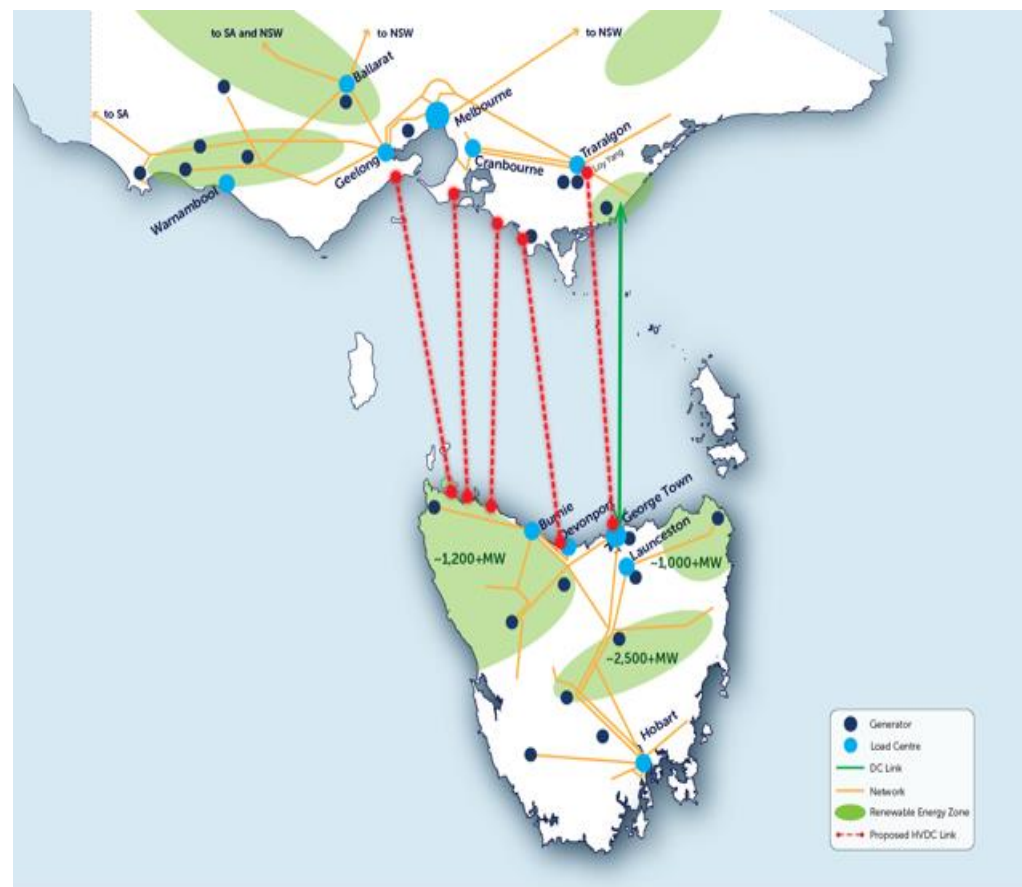 to SA and NSW
to NSW
to NSW
Ballarat
Melbourne
to SA
Traralgon
Loy Yang
Geelong
Cranbourne
Warnambool
Burnie
Devonport
George Town
Launceston
~1,200+MW
~1,000+MW
~2,500+MW
Hobart
Generator
Load Centre
DC Link
Network
Renewable Energy Zone
Proposed HVDC Link